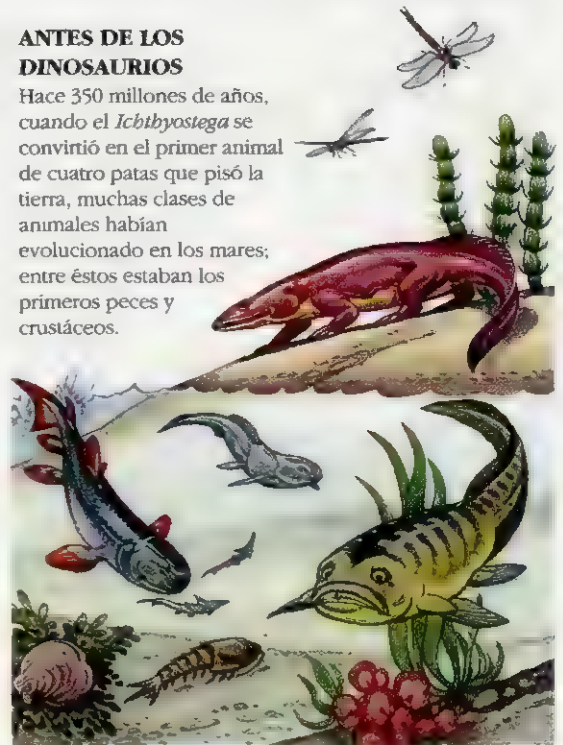 ANTES DE LOS
DINOSAURIOS
Hace 350 millones de años,
cuando el Ichthyostega se
convirtió en el primer animal
de cuatro patas que pisó la
tierra, muchas clases de
animales habían
evolucionado en los mares;
entre éstos estaban los
primeros peces y
crustáceos.